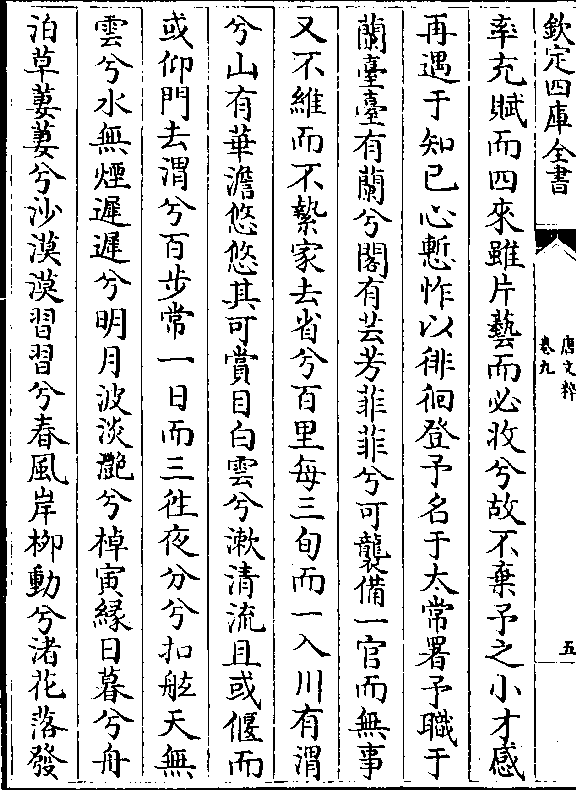 欽定四庫全書
唐文粹
卷九
五
率充賦而四來雖片藝而必收兮故不棄予之小才感
再遇于知己心慙怍以徘徊登予名于太常署予職于
蘭臺臺有蘭兮閣有芸芳菲菲兮可襲備一官而無事
又不維而不縶家去省兮百里每三旬而一入川有渭
兮山有華澹悠悠其可賞目白雲兮漱清流且或偃而
或仰門去渭兮百步常一日而三徃夜分兮扣舷天無
雲兮水無煙遲遲兮明月波淡灔兮棹寅緣日暮兮舟
泊草萋萋兮沙漠漠習習兮春風岸栁動兮渚花落發